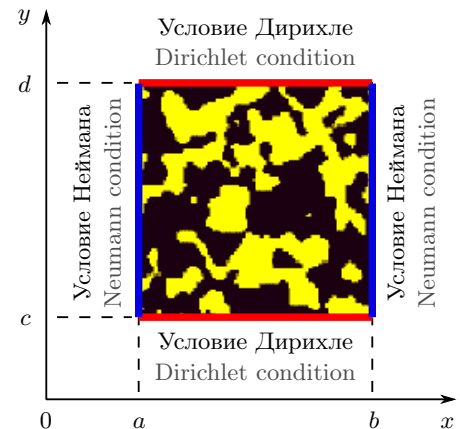 y
Условие Дирихле
Dirichlet condition
d
Условие Неймана
Neumann condition
Условие Неймана
Neumann condition
c
Условие Дирихле
Dirichlet condition
0
a
b
x